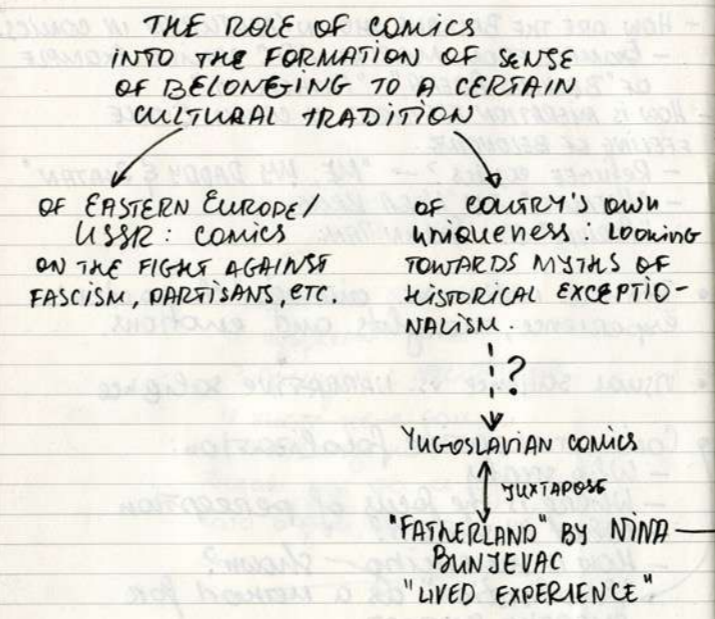 THE ROLE OF COMICS
INTO THE FORMATION OF SENSE
OF BELONGING TO A CERTAIN
CULTURAL TRADITION
OF EASTERN EUROPE/
USSR: COMICS
ON THE FIGHT AGAINST
FASCISM, PARTISANS, ETC.
OF COUTRY'S OWN
UNIQUENESS: LOOKING
TOWARDS MYTHS OF
HISTORICAL EXCEPTIO-
NALISM.
?
YUGOSLAVIAN COMICS
JUXTAPOSE
"FATHERLAND" BY NINA
BUNJEVAC
"LIVED EXPERIENCE"